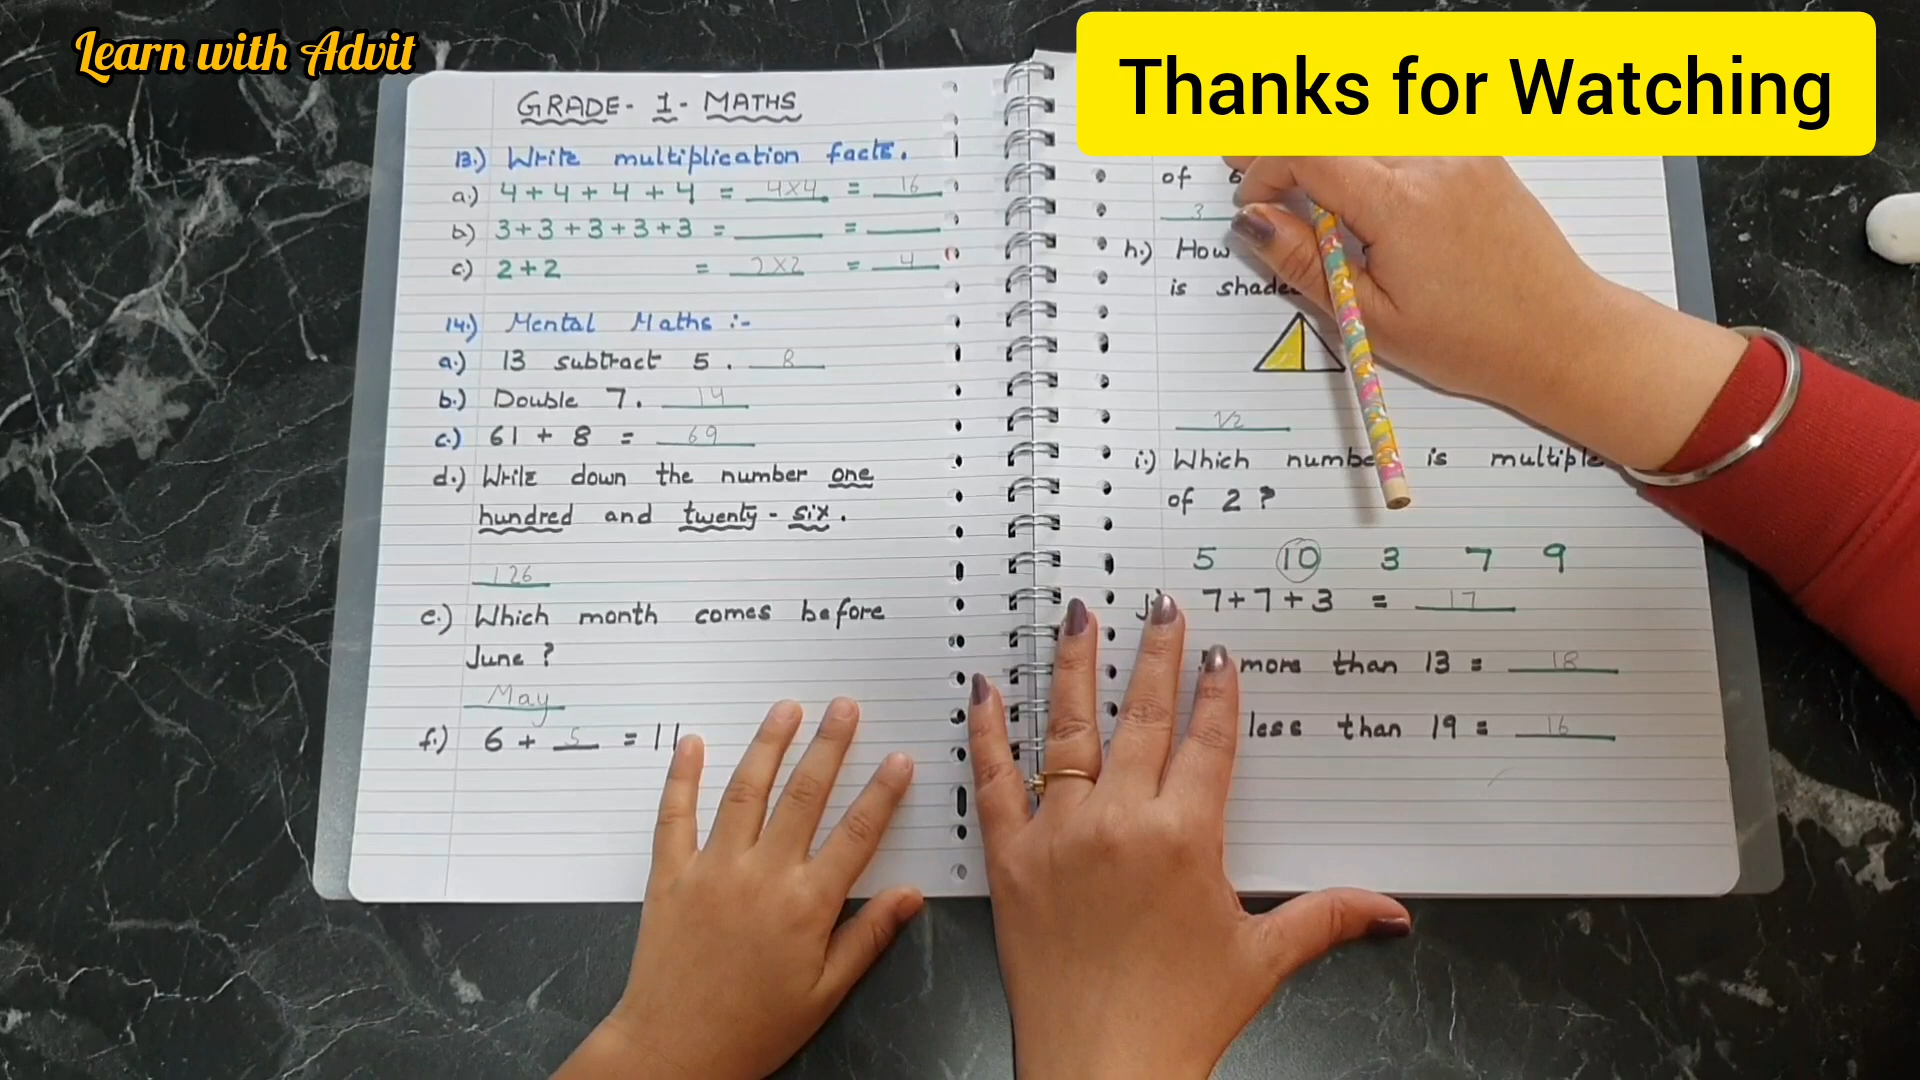 Learn with Advit
Thanks for Watching
GRADE - 1 - MATHS
13.) Write multiplication facts.
a.) 4 + 4 + 4 + 4 = 4x4 = 16
b.) 3 + 3 + 3 + 3 + 3 = ____ = ____
c.) 2 + 2 = 2x2 = 4
14.) Mental Maths :-
a.) 13 subtract 5. 8
b.) Double 7. 14
c.) 61 + 8 = 69
d.) Write down the number one
hundred and twenty - six.
126
e.) Which month comes before
June ?
May
f.) 6 + 5 = 11
of 6
3
h.) How
is shaded
1/2
i.) Which number is multiple
of 2 ?
5 10 3 7 9
j.) 7 + 7 + 3 = 17
more than 13 = 18
less than 19 = 16